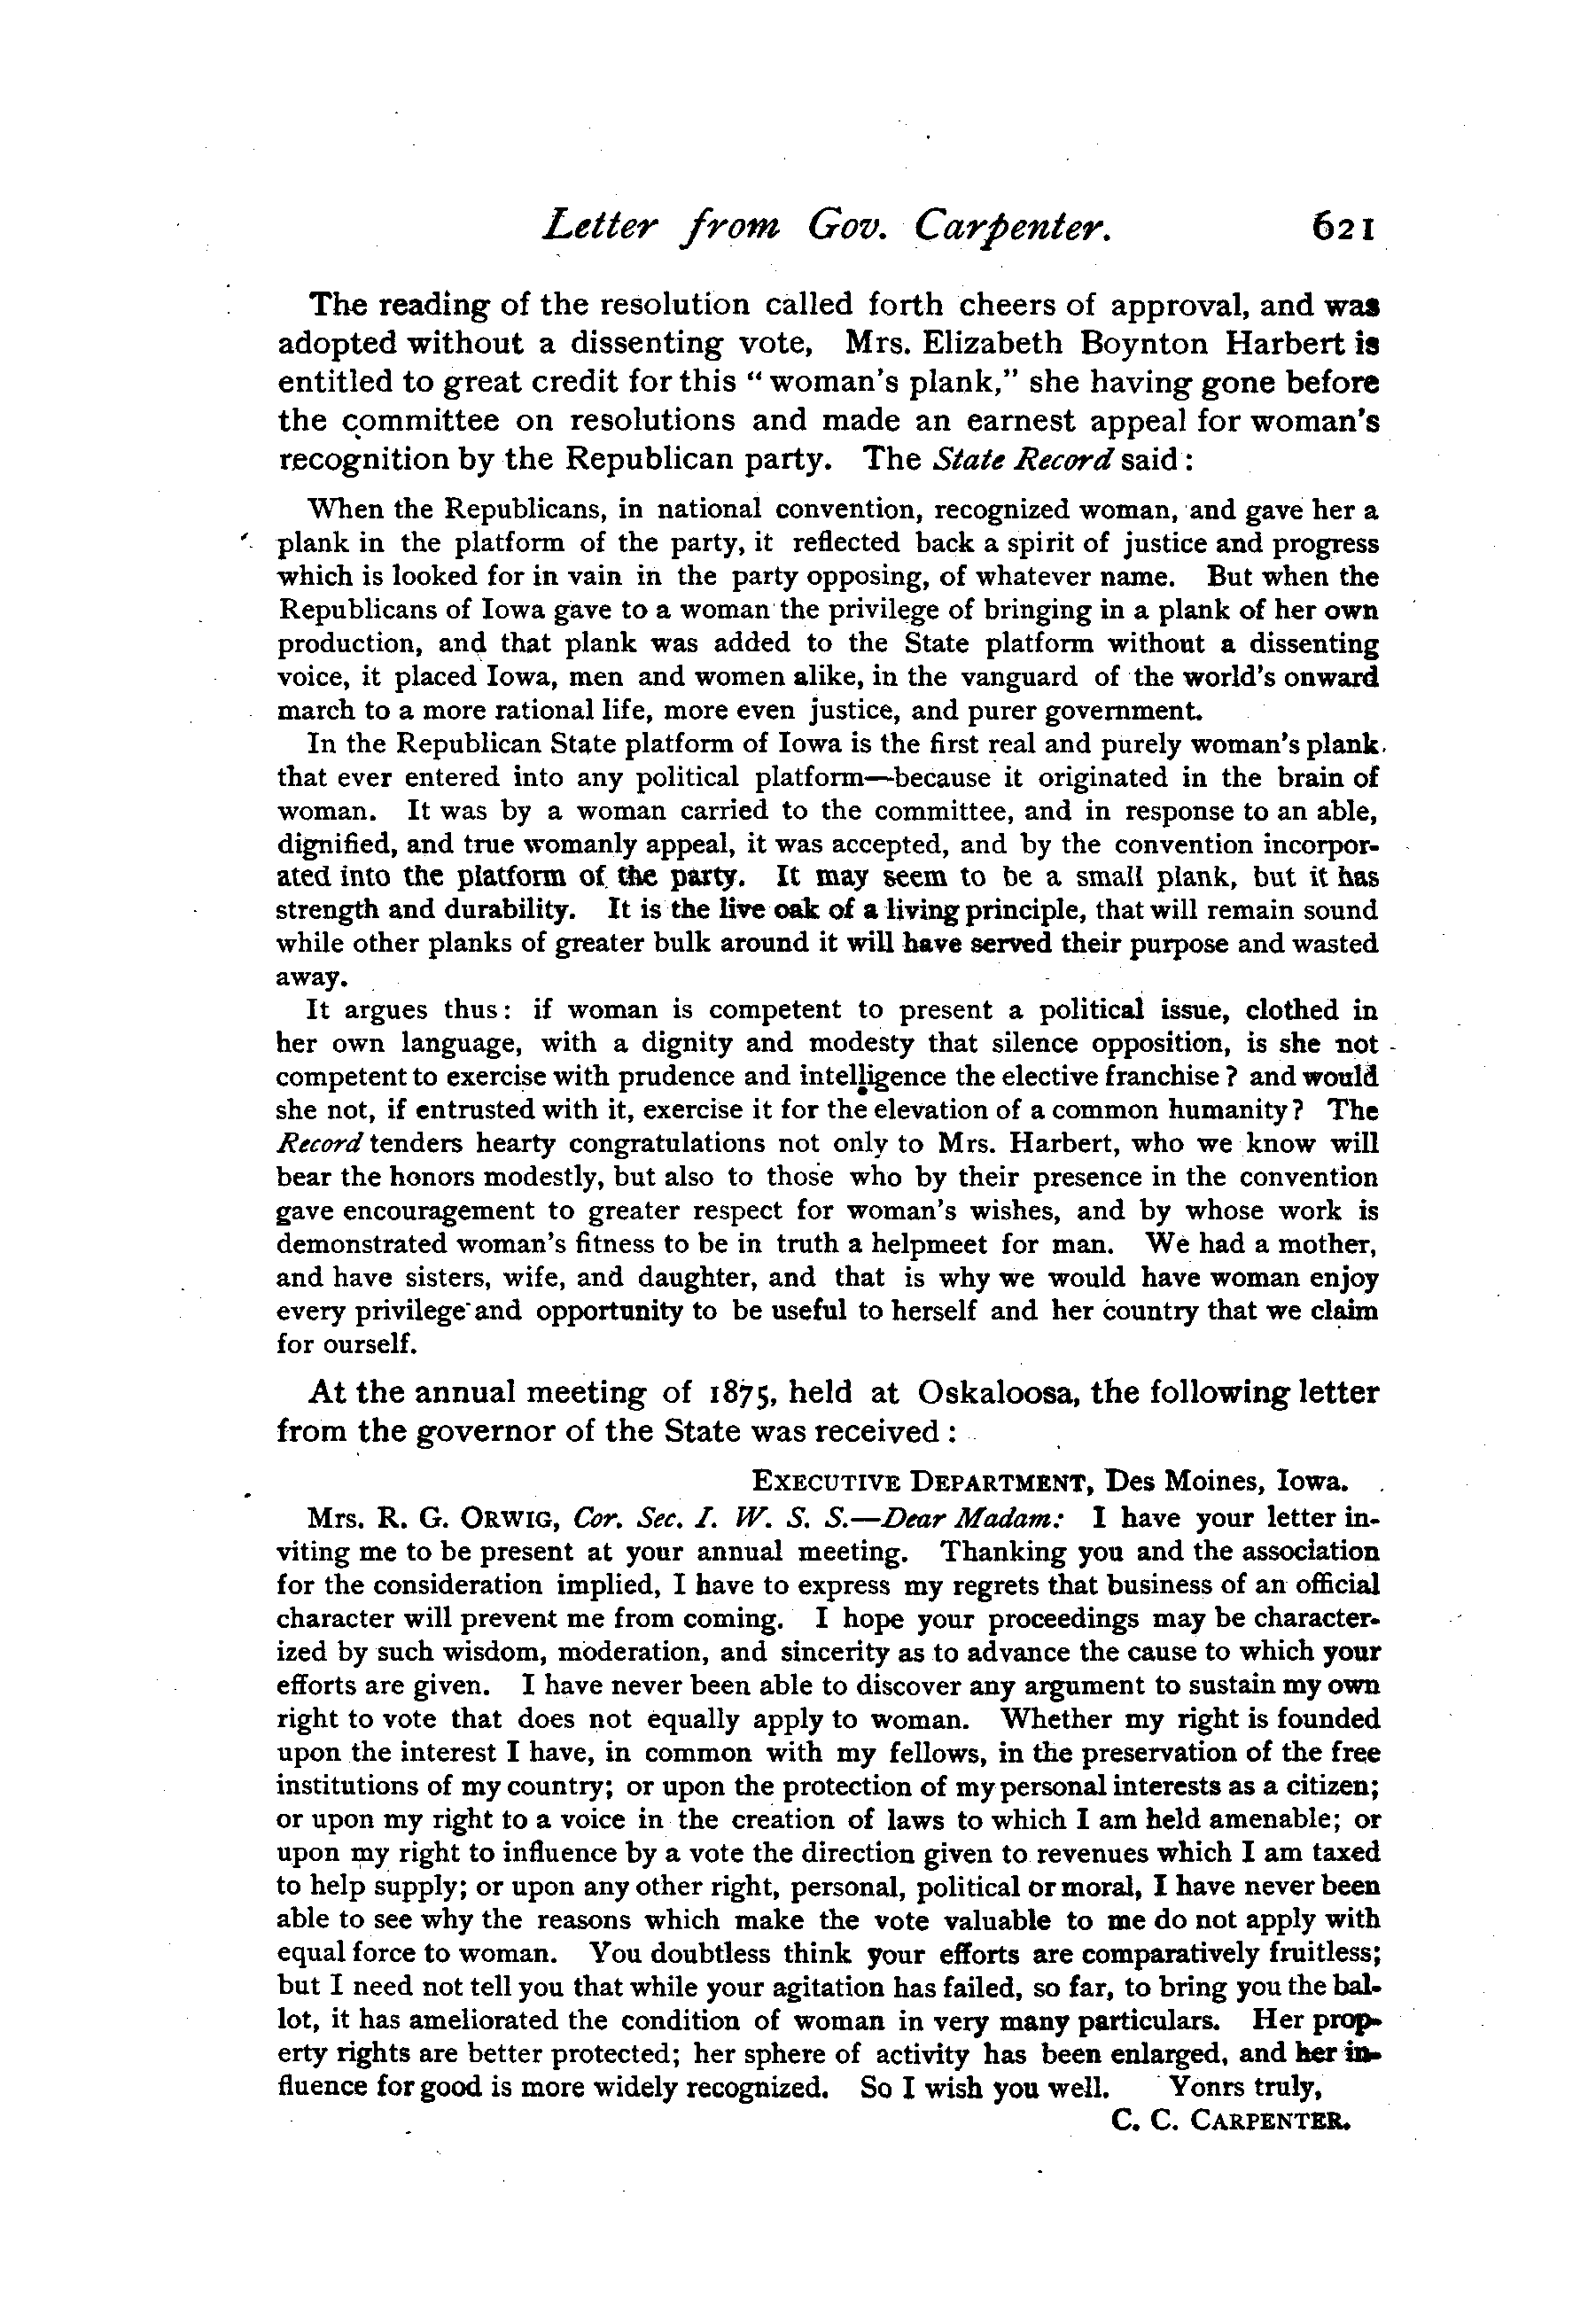 Letter from Gov. Carpenter. 621
The reading of the resolution called forth cheers of approval, and was
adopted without a dissenting vote, Mrs. Elizabeth Boynton Harbert is
entitled to great credit for this "woman's plank," she having gone before
the committee on resolutions and made an earnest appeal for woman's
recognition by the Republican party. The State Record said:
When the Republicans, in national convention, recognized woman, and gave her a
plank in the platform of the party, it reflected back a spirit of justice and progress
which is looked for in vain in the party opposing, of whatever name. But when the
Republicans of Iowa gave to a woman the privilege of bringing in a plank of her own
production, and that plank was added to the State platform without a dissenting
voice, it placed Iowa, men and women alike, in the vanguard of the world's onward
march to a more rational life, more even justice, and purer government.
In the Republican State platform of Iowa is the first real and purely woman's plank
that ever entered into any political platform—because it originated in the brain of
woman. It was by a woman carried to the committee, and in response to an able,
dignified, and true womanly appeal, it was accepted, and by the convention incorpor-
ated into the platform of the party. It may seem to be a small plank, but it has
strength and durability. It is the live oak of a living principle, that will remain sound
while other planks of greater bulk around it will have served their purpose and wasted
away.
It argues thus: if woman is competent to present a political issue, clothed in
her own language, with a dignity and modesty that silence opposition, is she not
competent to exercise with prudence and intelligence the elective franchise? and would
she not, if entrusted with it, exercise it for the elevation of a common humanity? The
Record tenders hearty congratulations not only to Mrs. Harbert, who we know will
bear the honors modestly, but also to those who by their presence in the convention
gave encouragement to greater respect for woman's wishes, and by whose work is
demonstrated woman's fitness to be in truth a helpmeet for man. We had a mother,
and have sisters, wife, and daughter, and that is why we would have woman enjoy
every privilege and opportunity to be useful to herself and her country that we claim
for ourself.
At the annual meeting of 1875, held at Oskaloosa, the following letter
from the governor of the State was received:
EXECUTIVE DEPARTMENT, Des Moines, Iowa.
Mrs. R. G. ORWIG, Cor. Sec. I. W. S. S.—Dear Madam: I have your letter in-
viting me to be present at your annual meeting. Thanking you and the association
for the consideration implied, I have to express my regrets that business of an official
character will prevent me from coming. I hope your proceedings may be character-
ized by such wisdom, moderation, and sincerity as to advance the cause to which your
efforts are given. I have never been able to discover any argument to sustain my own
right to vote that does not equally apply to woman. Whether my right is founded
upon the interest I have, in common with my fellows, in the preservation of the free
institutions of my country; or upon the protection of my personal interests as a citizen;
or upon my right to a voice in the creation of laws to which I am held amenable; or
upon my right to influence by a vote the direction given to revenues which I am taxed
to help supply; or upon any other right, personal, political or moral, I have never been
able to see why the reasons which make the vote valuable to me do not apply with
equal force to woman. You doubtless think your efforts are comparatively fruitless;
but I need not tell you that while your agitation has failed, so far, to bring you the bal-
lot, it has ameliorated the condition of woman in very many particulars. Her prop-
erty rights are better protected; her sphere of activity has been enlarged, and her in-
fluence for good is more widely recognized. So I wish you well. Yonrs truly,
C. C. CARPENTER.